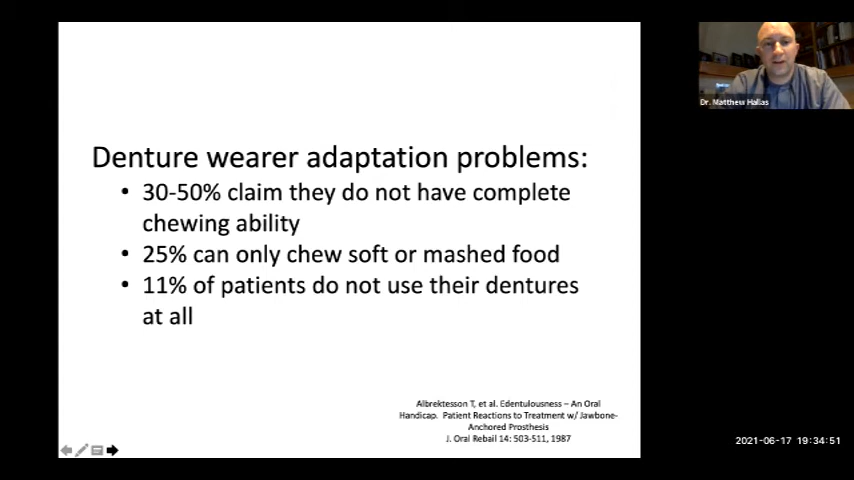 Denture wearer adaptation problems:
• 30-50% claim they do not have complete
chewing ability
• 25% can only chew soft or mashed food
• 11% of patients do not use their dentures
at all
Albrektesson T, et al. Edentulousness – An Oral
Handicap. Patient Reactions to Treatment w/ Jawbone-
Anchored Prosthesis
J. Oral Rebail 14: 503-511, 1987
Dr. Matthew Hallas
2021-06-17 19:34:51